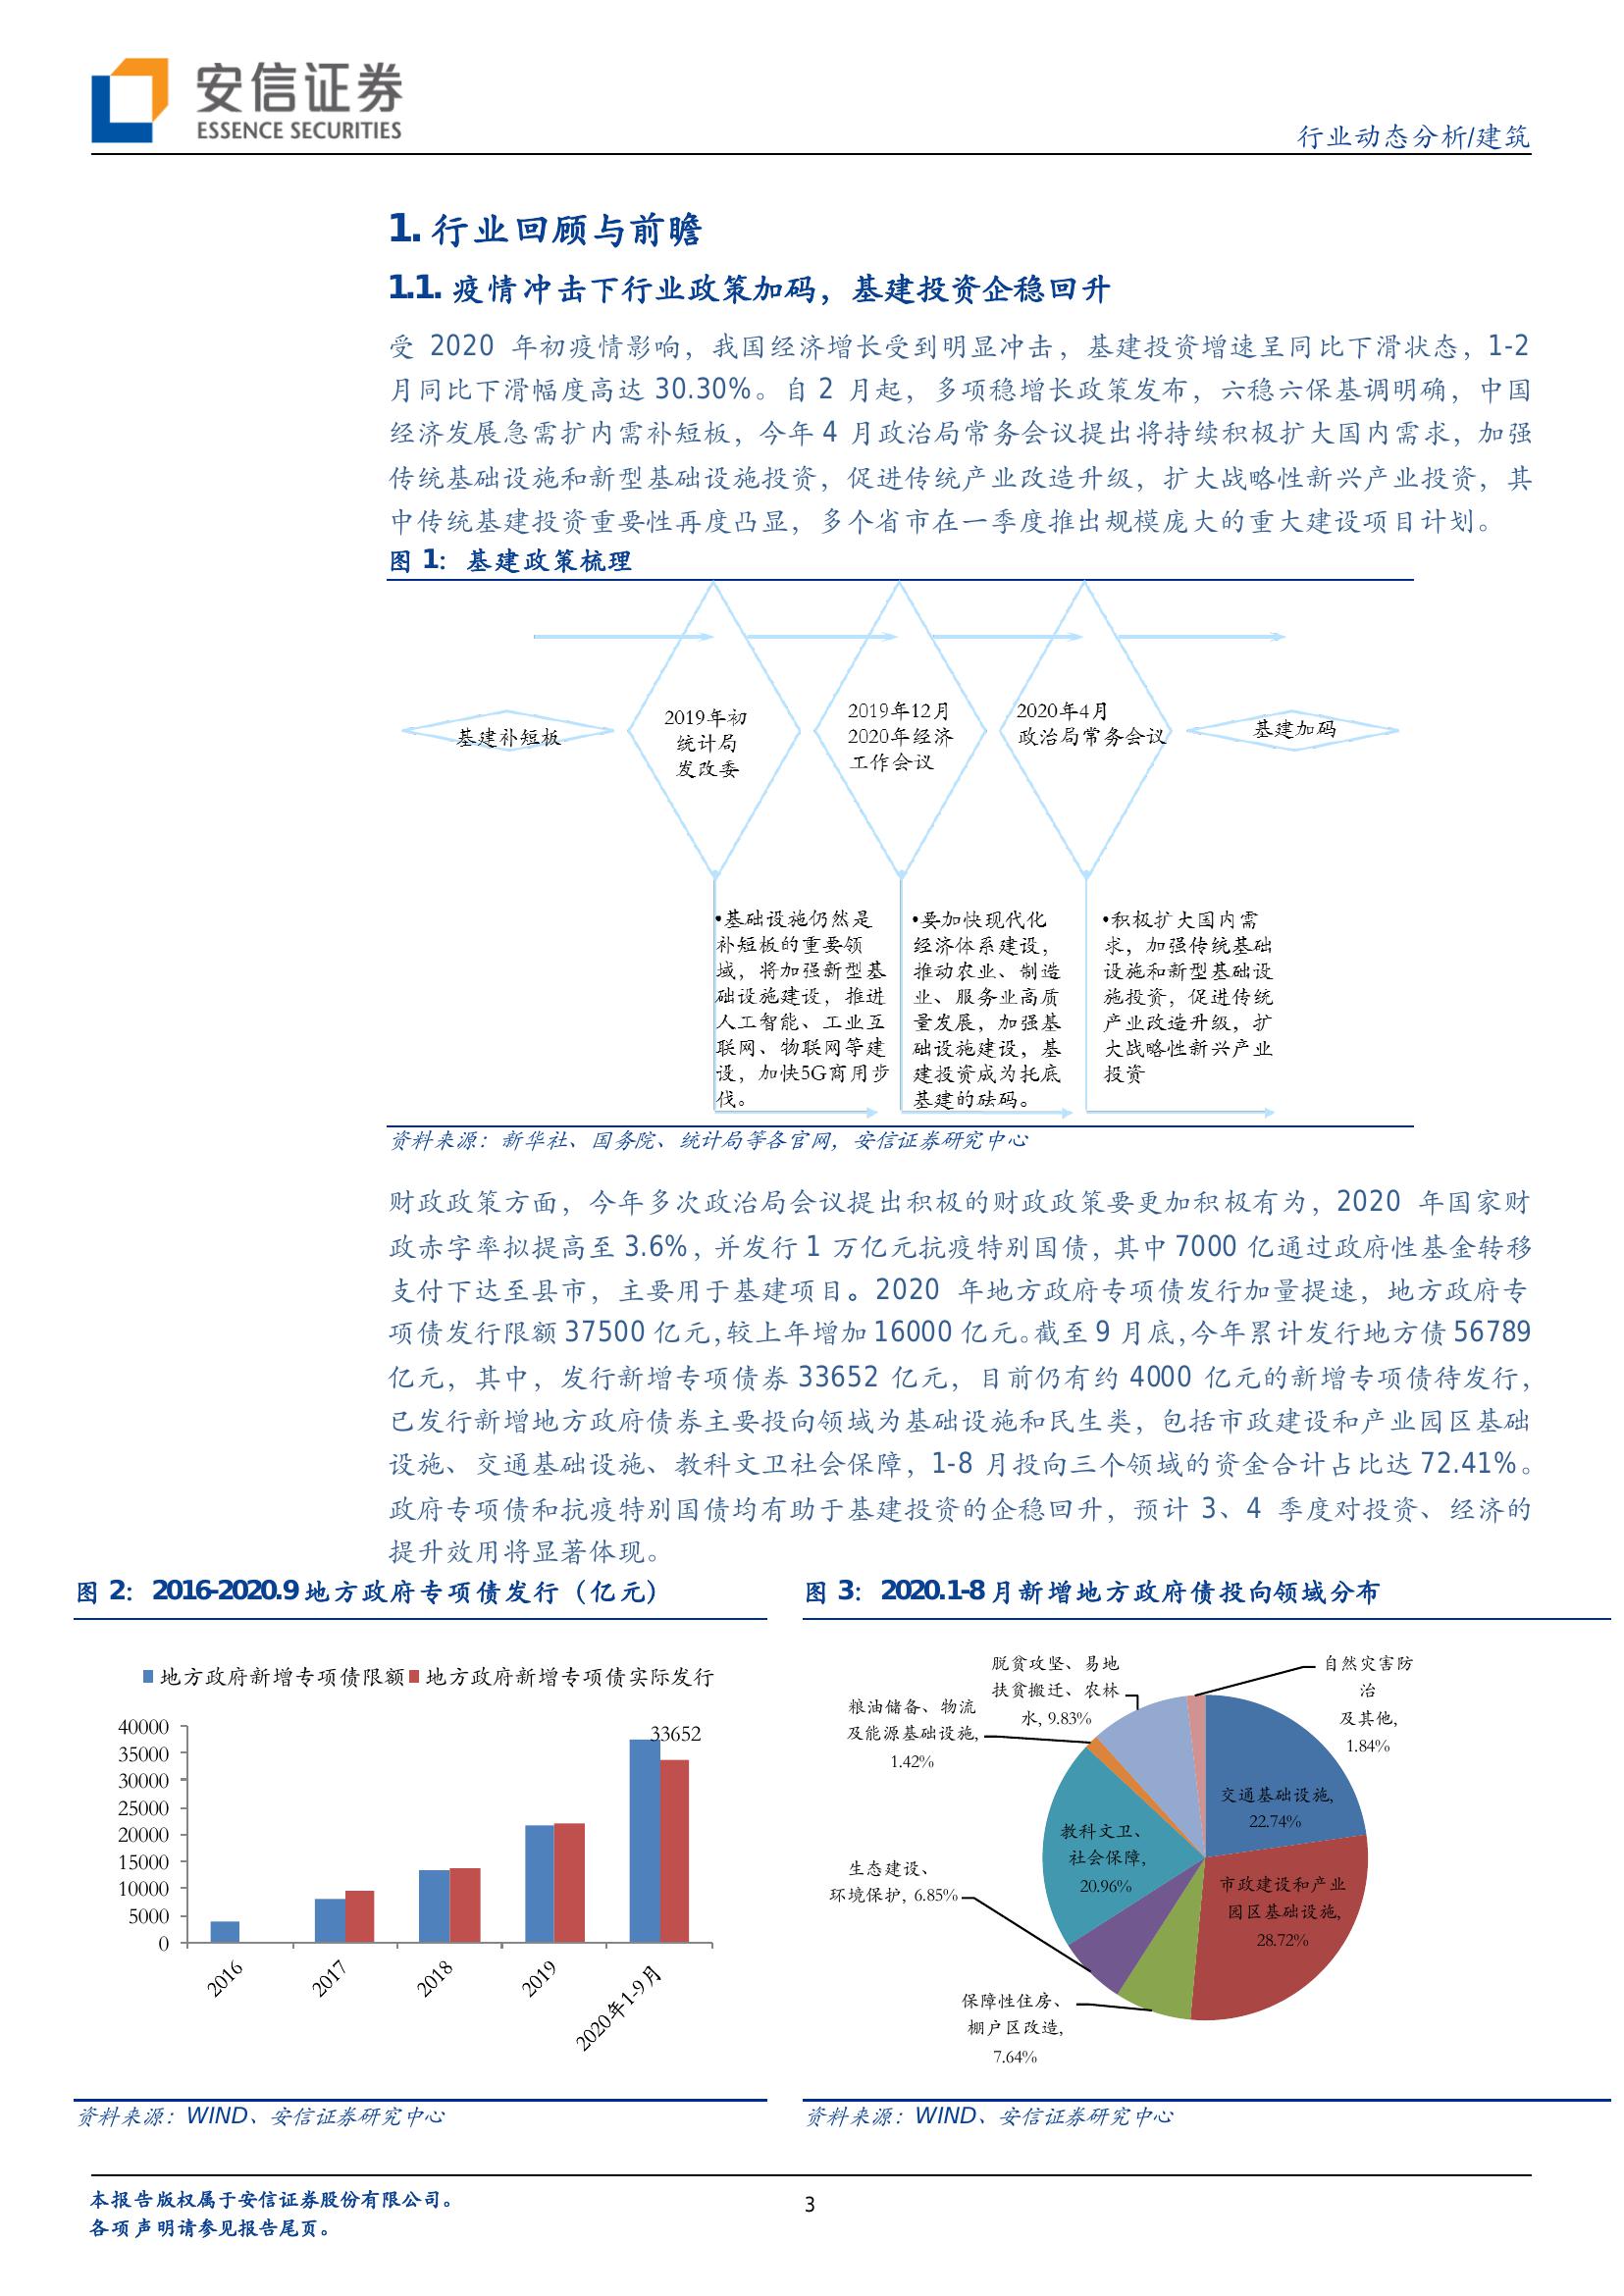 安信证券
ESSENCE SECURITIES
行业动态分析/建筑
1. 行业回顾与前瞻
1.1. 疫情冲击下行业政策加码，基建投资企稳回升
受 2020 年初疫情影响，我国经济增长受到明显冲击，基建投资增速呈同比下滑状态，1-2
月同比下滑幅度高达 30.30%。自 2 月起，多项稳增长政策发布，六稳六保基调明确，中国
经济发展急需扩内需补短板，今年 4 月政治局常务会议提出将持续积极扩大国内需求，加强
传统基础设施和新型基础设施投资，促进传统产业改造升级，扩大战略性新兴产业投资，其
中传统基建投资重要性再度凸显，多个省市在一季度推出规模庞大的重大建设项目计划。
图 1： 基建政策梳理
基建补短板
2019年初
统计局
发改委
2019年12月
2020年经济
工作会议
2020年4月
政治局常务会议
基建加码
•基础设施仍然是
补短板的重要领
域，将加强新型基
础设施建设，推进
人工智能、工业互
联网、物联网等建
设，加快5G商用步
伐。
•要加快现代化
经济体系建设，
推动农业、制造
业、服务业高质
量发展，加强基
础设施建设，基
建投资成为托底
基建的砝码。
•积极扩大国内需
求，加强传统基础
设施和新型基础设
施投资，促进传统
产业改造升级，扩
大战略性新兴产业
投资
资料来源：新华社、国务院、统计局等各官网，安信证券研究中心
财政政策方面，今年多次政治局会议提出积极的财政政策要更加积极有为，2020 年国家财
政赤字率拟提高至 3.6%，并发行 1 万亿元抗疫特别国债，其中 7000 亿通过政府性基金转移
支付下达至县市，主要用于基建项目。2020 年地方政府专项债发行加量提速，地方政府专
项债发行限额 37500 亿元，较上年增加 16000 亿元。截至 9 月底，今年累计发行地方债 56789
亿元，其中，发行新增专项债券 33652 亿元，目前仍有约 4000 亿元的新增专项债待发行，
已发行新增地方政府债券主要投向领域为基础设施和民生类，包括市政建设和产业园区基础
设施、交通基础设施、教科文卫社会保障，1-8 月投向三个领域的资金合计占比达 72.41%。
政府专项债和抗疫特别国债均有助于基建投资的企稳回升，预计 3、4 季度对投资、经济的
提升效用将显著体现。
图 2： 2016-2020.9 地方政府专项债发行（亿元）
地方政府新增专项债限额 地方政府新增专项债实际发行
40000
35000
30000
25000
20000
15000
10000
5000
0
33652
2016
2017
2018
2019
2020年1-9月
资料来源：WIND、安信证券研究中心
图 3： 2020.1-8 月新增地方政府债投向领域分布
脱贫攻坚、易地
扶贫搬迁、农林
水, 9.83%
自然灾害防
治
及其他,
1.84%
粮油储备、物流
及能源基础设施,
1.42%
交通基础设施,
22.74%
教科文卫、
社会保障,
20.96%
生态建设、
环境保护, 6.85%
市政建设和产业
园区基础设施,
28.72%
保障性住房、
棚户区改造,
7.64%
资料来源：WIND、安信证券研究中心
本报告版权属于安信证券股份有限公司。
各项声明请参见报告尾页。
3